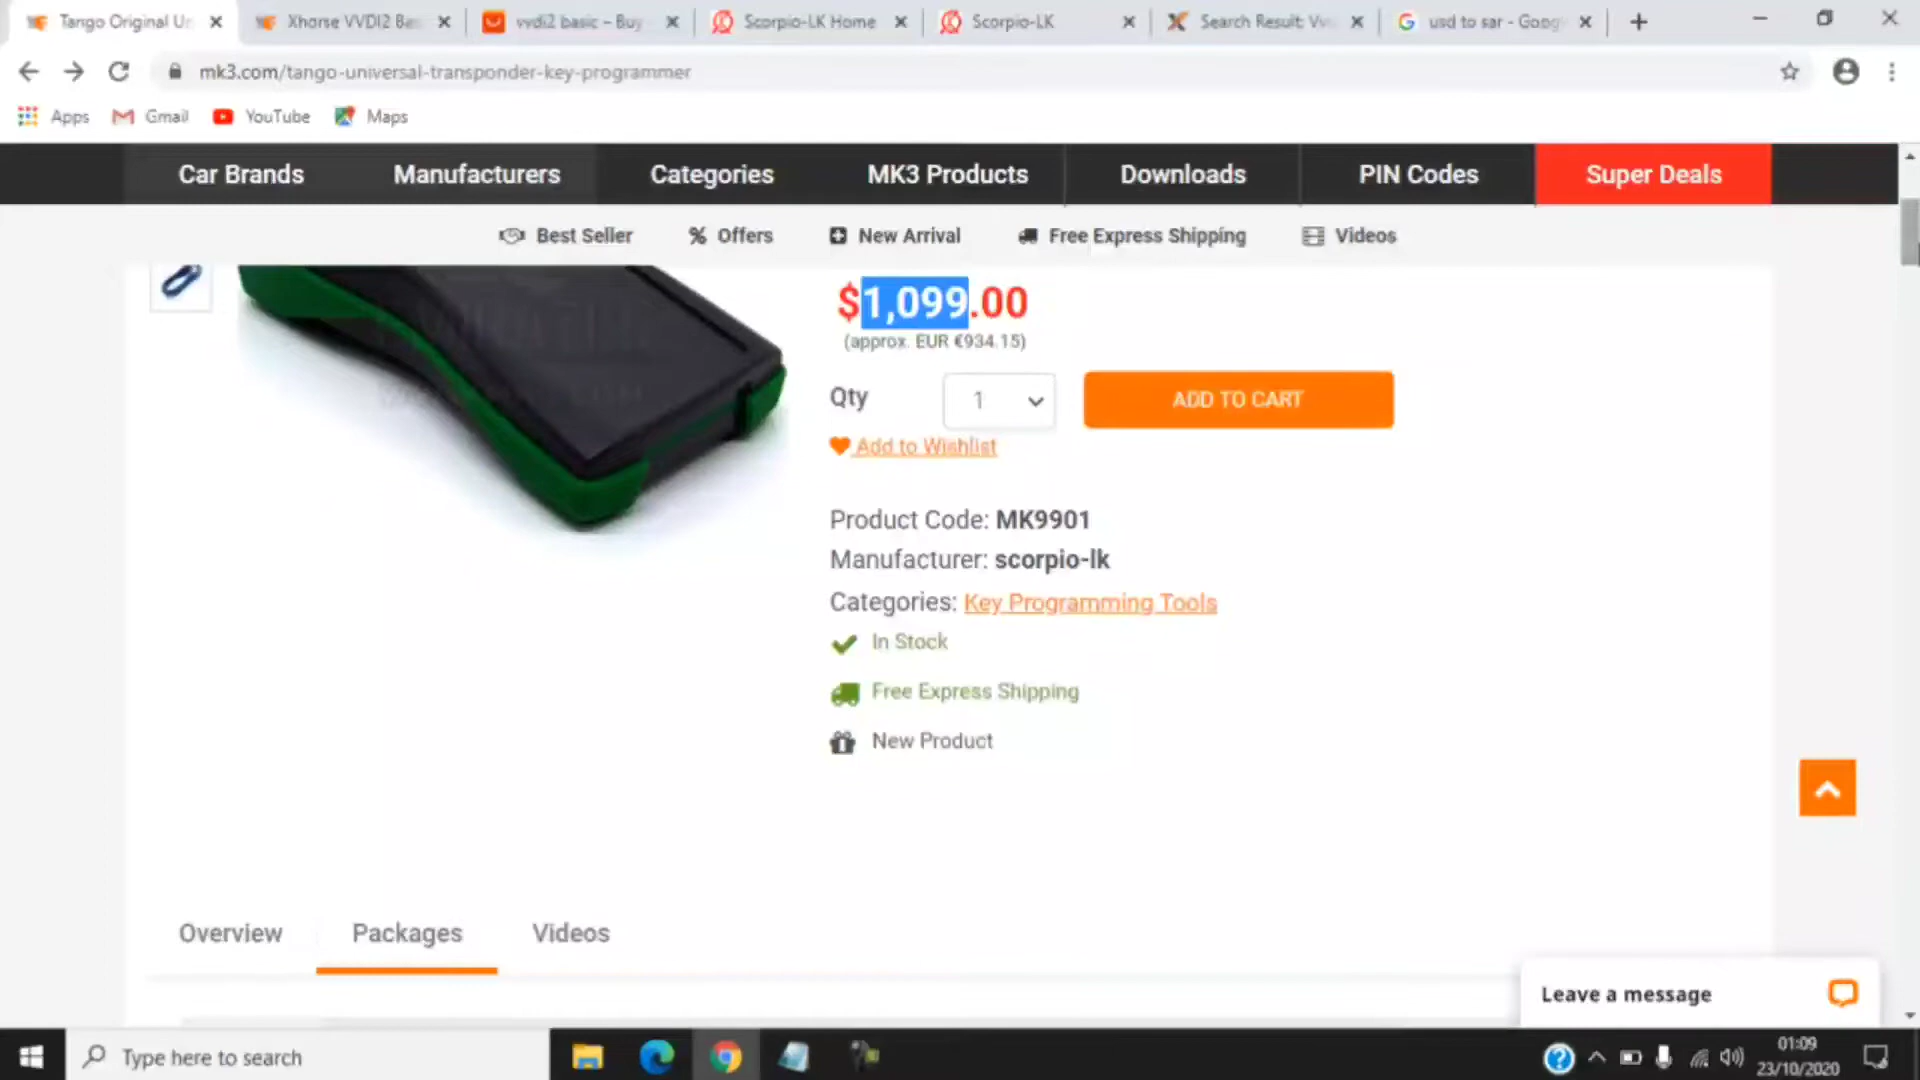 Tango Original Un
Xhorse VVDI2 Bas
vvdi2 basic – Buy
Scorpio-LK Home
Scorpio-LK
Search Result: Vv
usd to sar - Goog
mk3.com/tango-universal-transponder-key-programmer
Apps
Gmail
YouTube
Maps
Car Brands
Manufacturers
Categories
MK3 Products
Downloads
PIN Codes
Super Deals
Best Seller
% Offers
New Arrival
Free Express Shipping
Videos
$1,099.00
(approx. EUR €934.15)
Qty
1
ADD TO CART
Add to Wishlist
Product Code: MK9901
Manufacturer: scorpio-lk
Categories: Key Programming Tools
In Stock
Free Express Shipping
New Product
Overview
Packages
Videos
Leave a message
Type here to search
01:09
23/10/2020